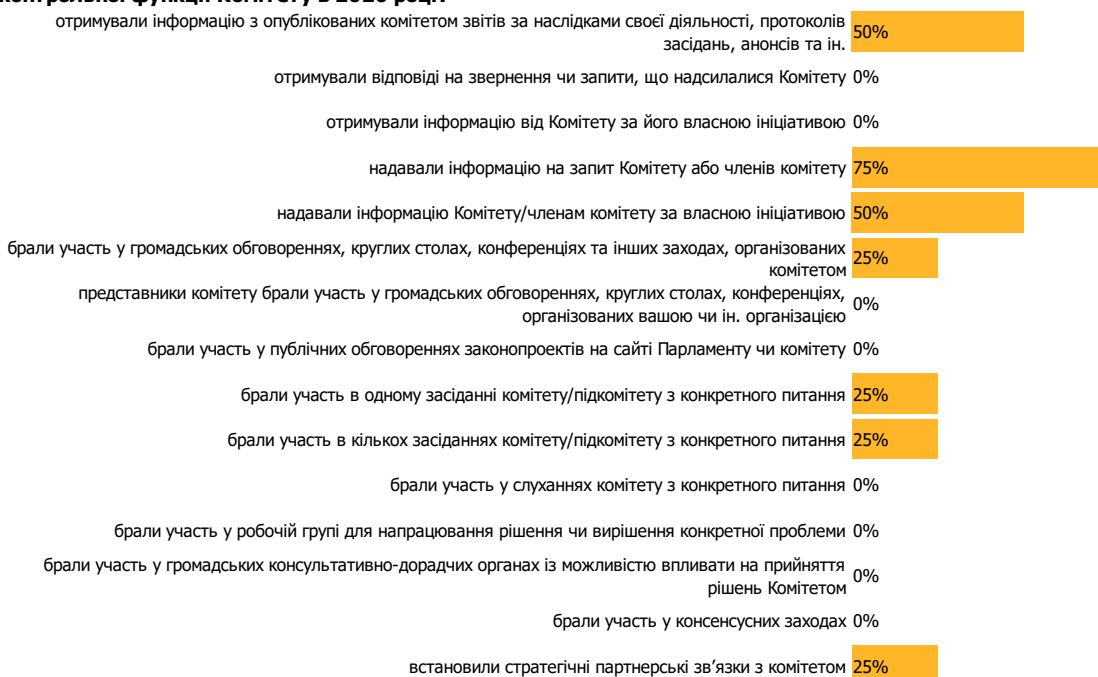 контрольної функції Комітету в 2020 році?
отримували інформацію з опублікованих комітетом звітів за наслідками своєї діяльності, протоколів
засідань, анонсів та ін.
50%
отримували відповіді на звернення чи запити, що надсилалися Комітету 0%
отримували інформацію від Комітету за його власною ініціативою 0%
надавали інформацію на запит Комітету або членів комітету 75%
надавали інформацію Комітету/членам комітету за власною ініціативою 50%
брали участь у громадських обговореннях, круглих столах, конференціях та інших заходах, організованих
комітетом
25%
представники комітету брали участь у громадських обговореннях, круглих столах, конференціях,
організованих вашою чи ін. організацією
0%
брали участь у публічних обговореннях законопроектів на сайті Парламенту чи комітету 0%
брали участь в одному засіданні комітету/підкомітету з конкретного питання 25%
брали участь в кількох засіданнях комітету/підкомітету з конкретного питання 25%
брали участь у слуханнях комітету з конкретного питання 0%
брали участь у робочій групі для напрацювання рішення чи вирішення конкретної проблеми 0%
брали участь у громадських консультативно-дорадчих органах із можливістю впливати на прийняття
рішень Комітетом
0%
брали участь у консенсусних заходах 0%
встановили стратегічні партнерські зв’язки з комітетом 25%